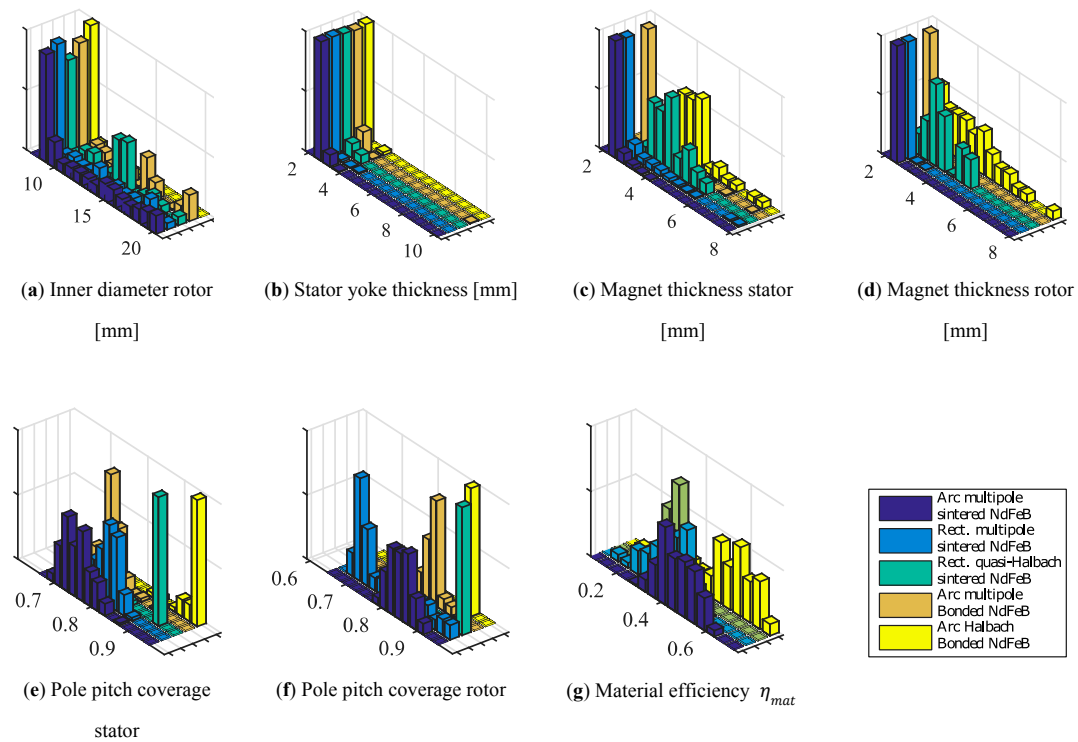 10
15
20
2
4
6
8
10
2
4
6
8
2
4
6
8
(a) Inner diameter rotor
[mm]
(b) Stator yoke thickness [mm]
(c) Magnet thickness stator
[mm]
(d) Magnet thickness rotor
[mm]
0.7
0.8
0.9
0.6
0.7
0.8
0.9
0.2
0.4
0.6
Arc multipole
sintered NdFeB
Rect. multipole
sintered NdFeB
Rect. quasi-Halbach
sintered NdFeB
Arc multipole
Bonded NdFeB
Arc Halbach
Bonded NdFeB
(e) Pole pitch coverage
stator
(f) Pole pitch coverage rotor
(g) Material efficiency η_mat